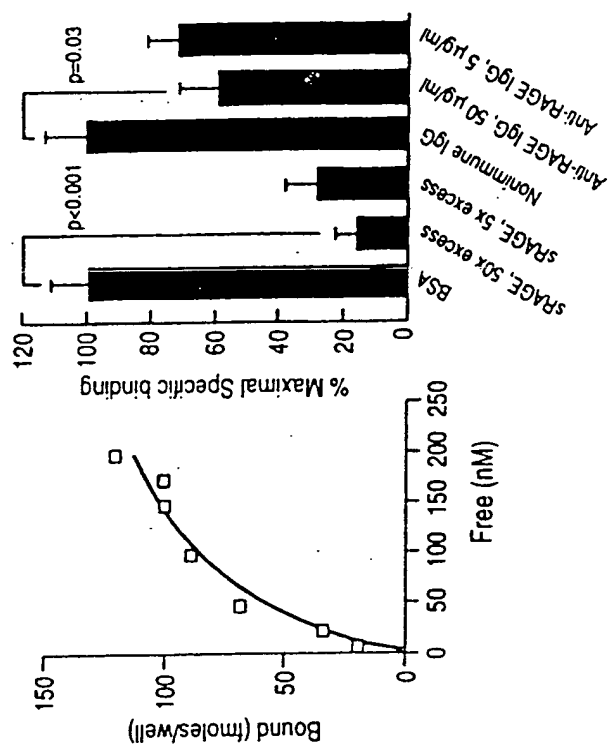 Bound (fmoles/well)
150
100
50
0
0
50
100
150
200
250
Free (nM)
% Maximal Specific binding
120
100
80
60
40
20
0
p<0.001
p=0.03
BSA
sRAGE, 50x excess
sRAGE, 5x excess
Nonimmune IgG
Anti-RAGE IgG, 50 µg/ml
Anti-RAGE IgG, 5 µg/ml